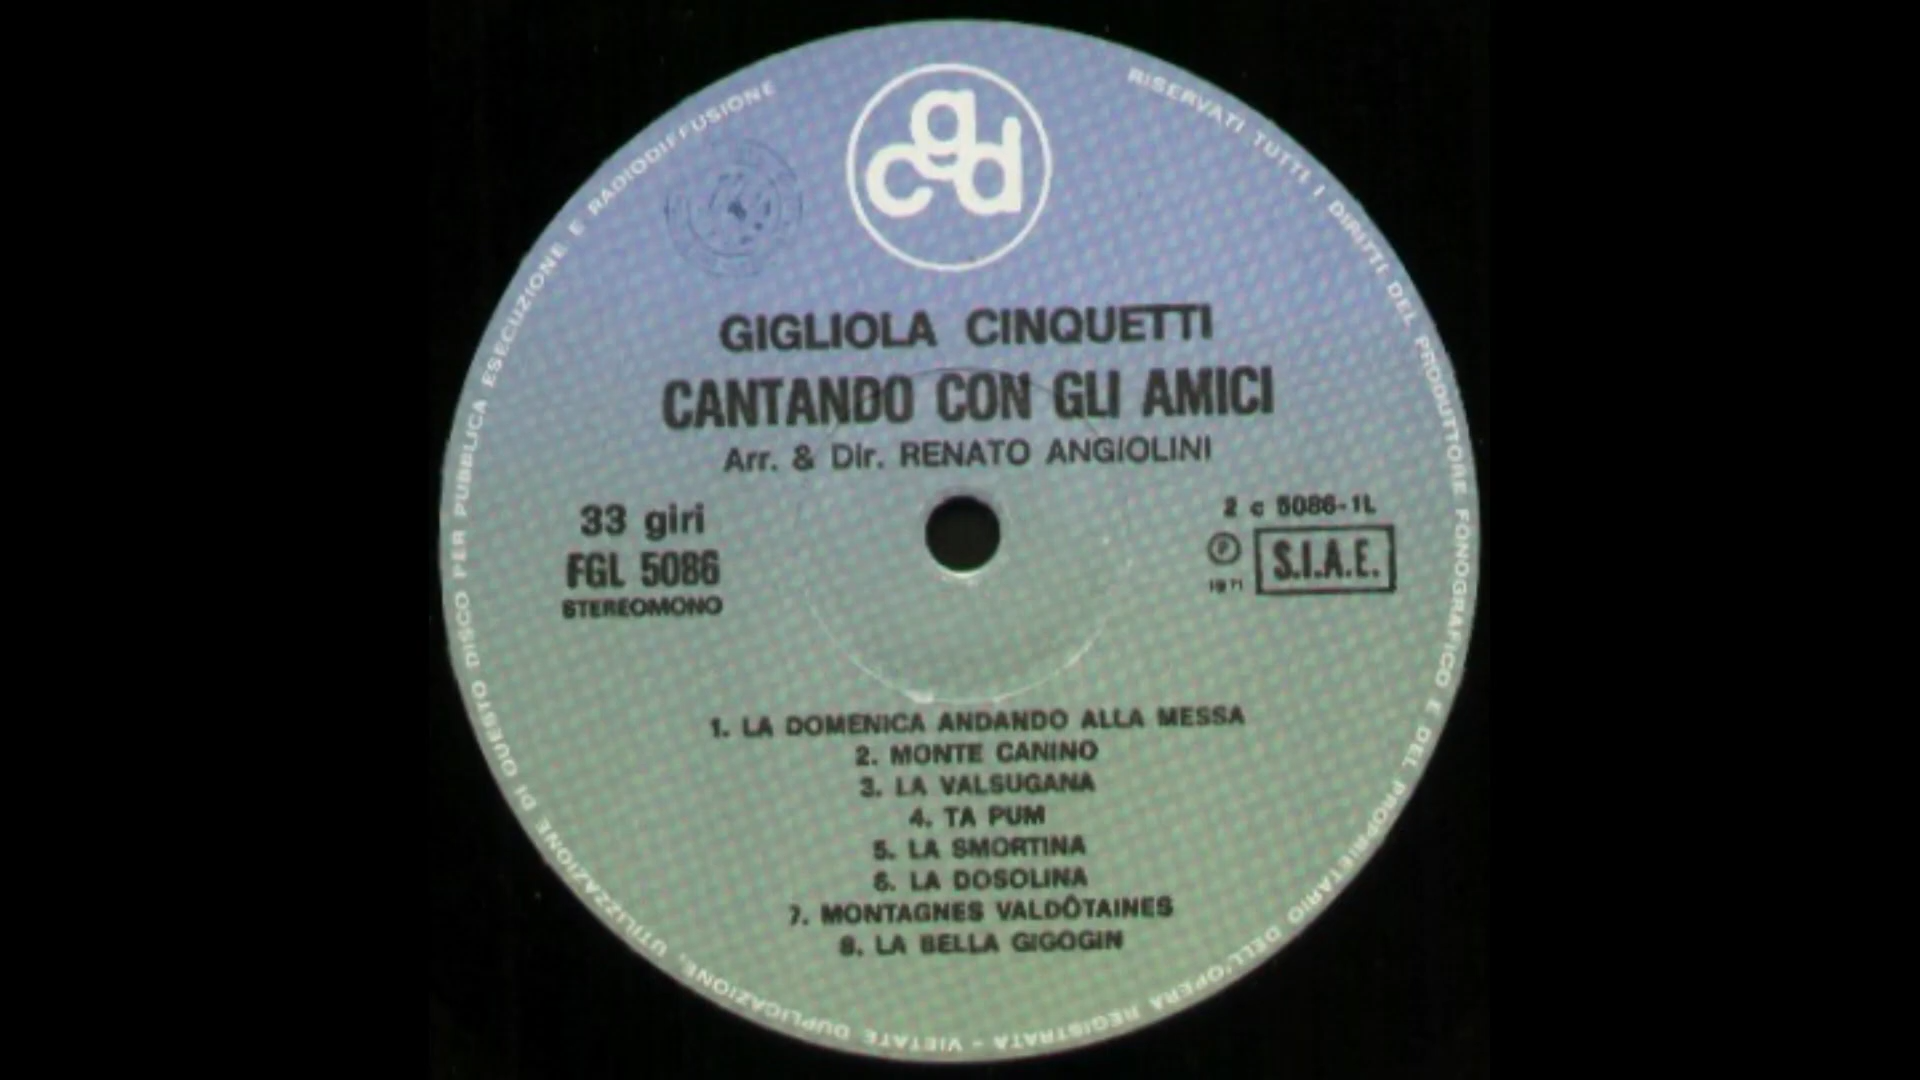 cgd
GIGLIOLA CINQUETTI
CANTANDO CON GLI AMICI
Arr. & Dir. RENATO ANGIOLINI
33 giri
FGL 5086
STEREOMONO
2 c 5086-1L
Ⓟ S.I.A.E.
1971
1. LA DOMENICA ANDANDO ALLA MESSA
2. MONTE CANINO
3. LA VALSUGANA
4. TA PUM
5. LA SMORTINA
6. LA DOSOLINA
7. MONTAGNES VALDÔTAINES
8. LA BELLA GIGOGIN
RISERVATI TUTTI I DIRITTI DEL PRODUTTORE FONOGRAFICO E DEL PROPRIETARIO DELL'OPERA REGISTRATA - VIETATE DUPLICAZIONE, UTILIZZAZIONE DI QUESTO DISCO PER PUBBLICA ESECUZIONE E RADIODIFFUSIONE